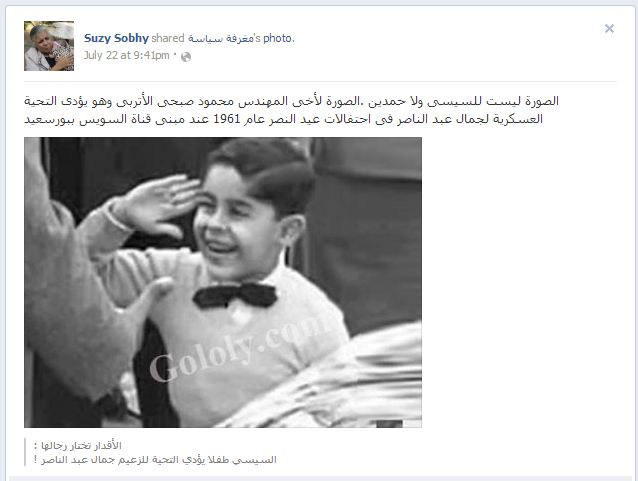 Suzy Sobhy shared مغرفة سياسة's photo.
July 22 at 9:41pm ·
الصورة ليست للسيسى ولا حمدين .الصورة لأخى المهندس محمود صبحى الأتربى وهو يؤدى التحية
العسكرية لجمال عبد الناصر فى احتفالات عيد النصر عام 1961 عند مبنى قناة السويس ببورسعيد
Gololy.com
الأقدار تختار رجالها :
السيسي طفلا يؤدي التحية للزعيم جمال عبد الناصر !